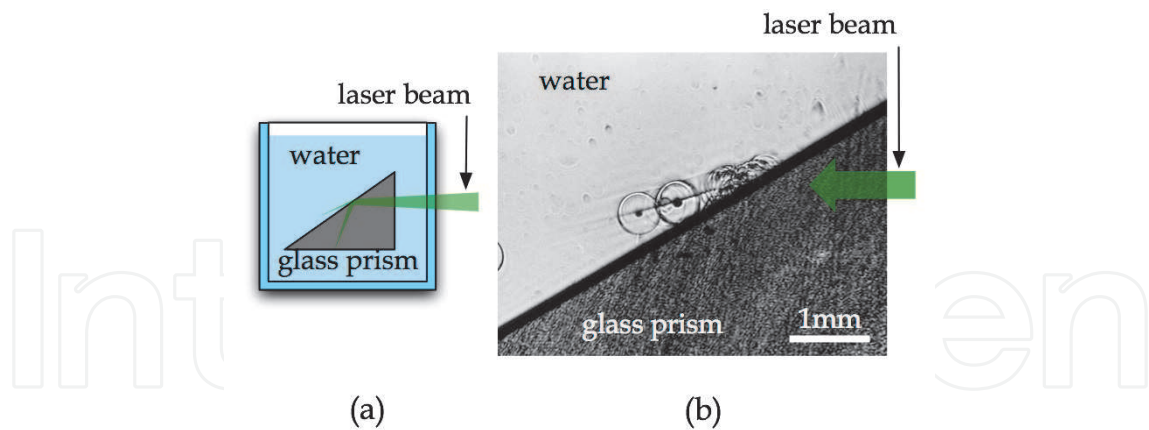 laser beam
water
glass prism
(a)
laser beam
water
glass prism
1mm
(b)